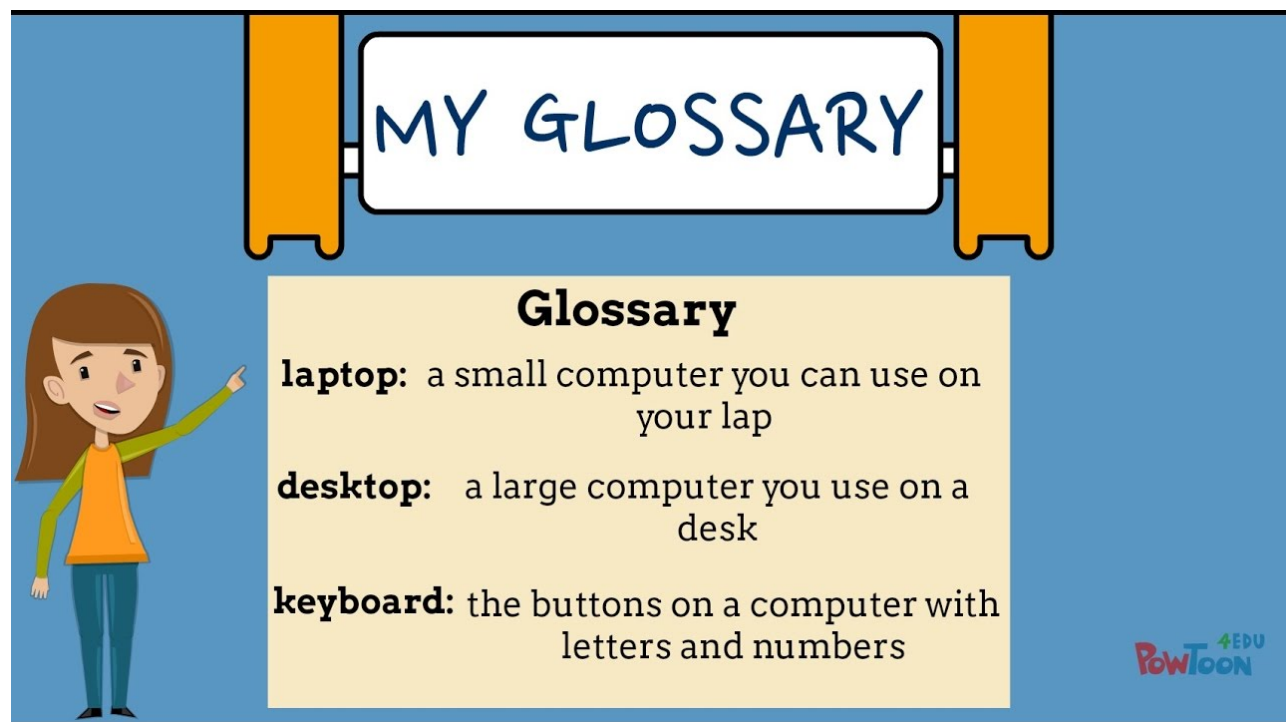 MY GLOSSARY
Glossary
laptop: a small computer you can use on
your lap
desktop: a large computer you use on a
desk
keyboard: the buttons on a computer with
letters and numbers
POWTOON 4EDU